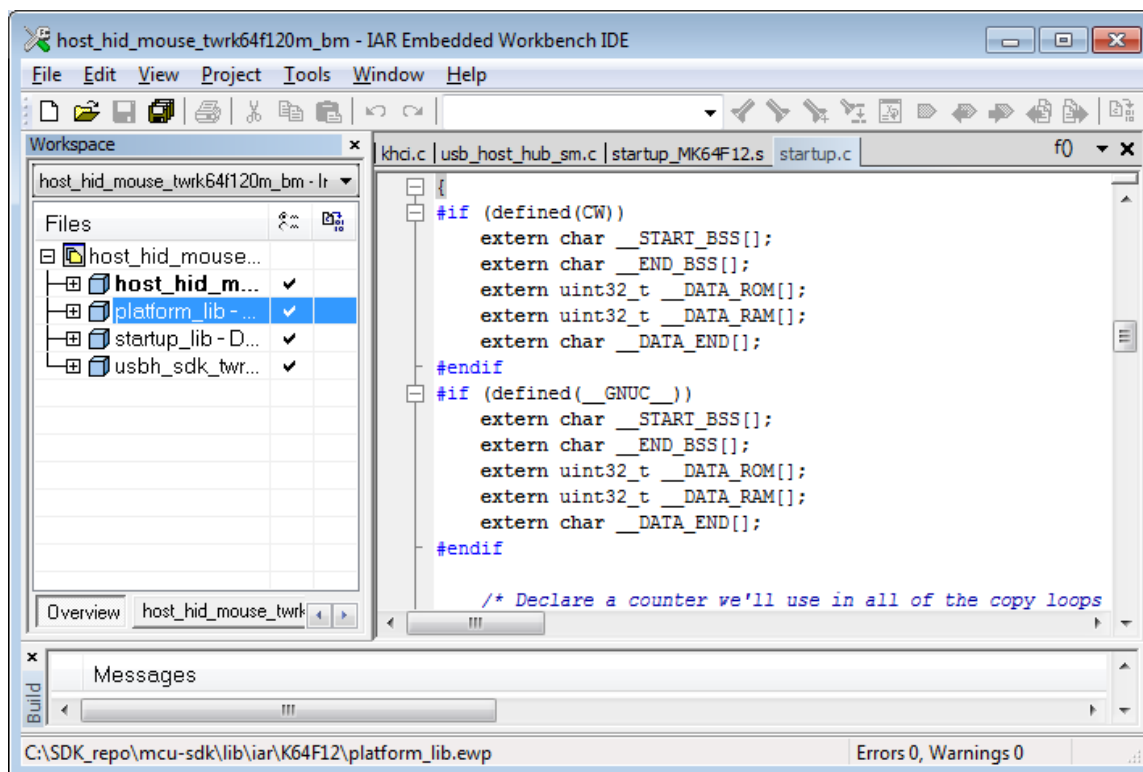 host_hid_mouse_twrk64f120m_bm - IAR Embedded Workbench IDE
File Edit View Project Tools Window Help
Workspace
host_hid_mouse_twrk64f120m_bm - Ir
Files
host_hid_mouse...
host_hid_m...
platform_lib - ...
startup_lib - D...
usbh_sdk_twr...
Overview host_hid_mouse_twrk
khci.c usb_host_hub_sm.c startup_MK64F12.s startup.c f()
{
#if (defined(CW))
    extern char __START_BSS[];
    extern char __END_BSS[];
    extern uint32_t __DATA_ROM[];
    extern uint32_t __DATA_RAM[];
    extern char __DATA_END[];
#endif
#if (defined(__GNUC__))
    extern char __START_BSS[];
    extern char __END_BSS[];
    extern uint32_t __DATA_ROM[];
    extern uint32_t __DATA_RAM[];
    extern char __DATA_END[];
#endif
    /* Declare a counter we'll use in all of the copy loops
Messages
Build
C:\SDK_repo\mcu-sdk\lib\iar\K64F12\platform_lib.ewp
Errors 0, Warnings 0